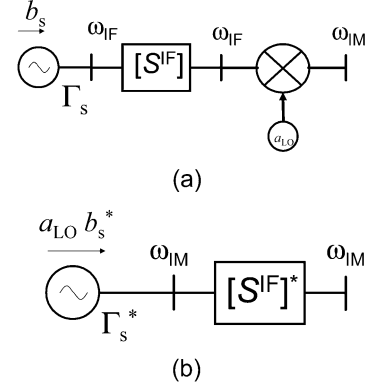 b_s
ω_IF ω_IF ω_IM
[S^IF]
Γ_s
a_LO
(a)
a_LO b_s^*
ω_IM ω_IM
[S^IF]^*
Γ_s^*
(b)